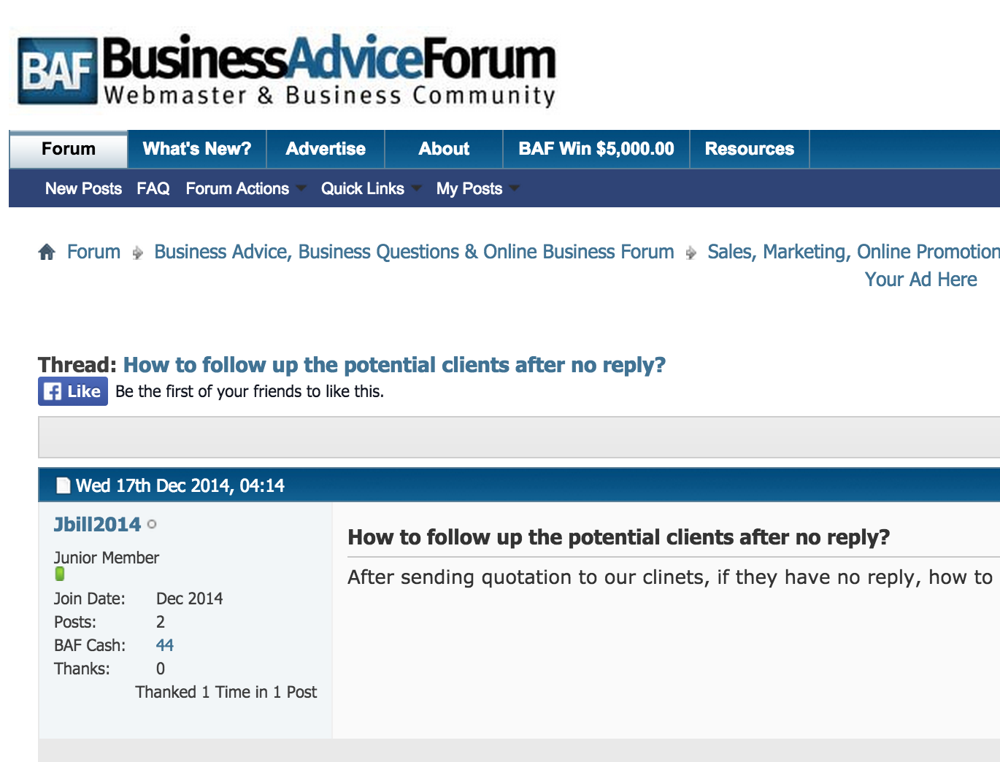 BAF BusinessAdviceForum
Webmaster & Business Community
Forum What's New? Advertise About BAF Win $5,000.00 Resources
New Posts FAQ Forum Actions Quick Links My Posts
Forum Business Advice, Business Questions & Online Business Forum Sales, Marketing, Online Promotion
Your Ad Here
Thread: How to follow up the potential clients after no reply?
Like Be the first of your friends to like this.
Wed 17th Dec 2014, 04:14
Jbill2014
Junior Member
Join Date: Dec 2014
Posts: 2
BAF Cash: 44
Thanks: 0
Thanked 1 Time in 1 Post
How to follow up the potential clients after no reply?
After sending quotation to our clinets, if they have no reply, how to